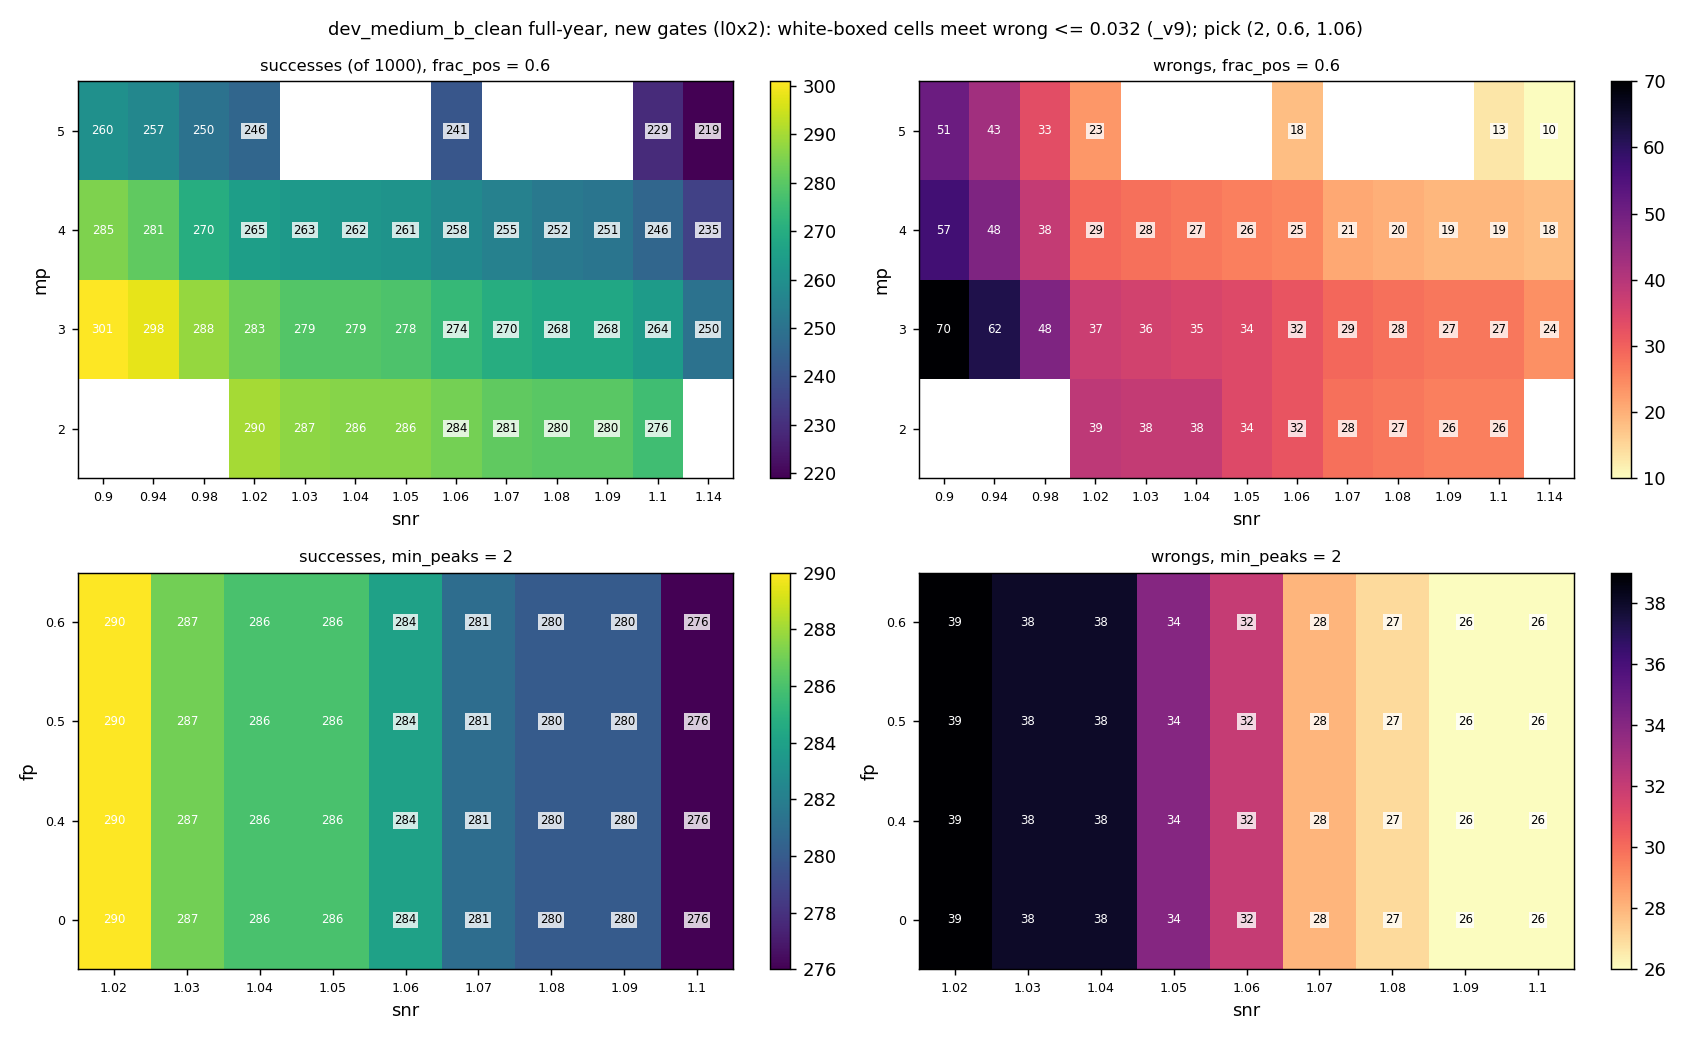 dev_medium_b_clean full-year, new gates (l0x2): white-boxed cells meet wrong <= 0.032 (_v9); pick (2, 0.6, 1.06)
successes (of 1000), frac_pos = 0.6
mp
5 260 257 250 246 241 229 219
4 285 281 270 265 263 262 261 258 255 252 251 246 235
3 301 298 288 283 279 279 278 274 270 268 268 264 250
2 290 287 286 286 284 281 280 280 276
0.9 0.94 0.98 1.02 1.03 1.04 1.05 1.06 1.07 1.08 1.09 1.1 1.14
snr
300
290
280
270
260
250
240
230
220
wrongs, frac_pos = 0.6
mp
5 51 43 33 23 18 13 10
4 57 48 38 29 28 27 26 25 21 20 19 19 18
3 70 62 48 37 36 35 34 32 29 28 27 27 24
2 39 38 38 34 32 28 27 26 26
0.9 0.94 0.98 1.02 1.03 1.04 1.05 1.06 1.07 1.08 1.09 1.1 1.14
snr
70
60
50
40
30
20
10
successes, min_peaks = 2
fp
0.6 290 287 286 286 284 281 280 280 276
0.5 290 287 286 286 284 281 280 280 276
0.4 290 287 286 286 284 281 280 280 276
0 290 287 286 286 284 281 280 280 276
1.02 1.03 1.04 1.05 1.06 1.07 1.08 1.09 1.1
snr
290
288
286
284
282
280
278
276
wrongs, min_peaks = 2
fp
0.6 39 38 38 34 32 28 27 26 26
0.5 39 38 38 34 32 28 27 26 26
0.4 39 38 38 34 32 28 27 26 26
0 39 38 38 34 32 28 27 26 26
1.02 1.03 1.04 1.05 1.06 1.07 1.08 1.09 1.1
snr
38
36
34
32
30
28
26